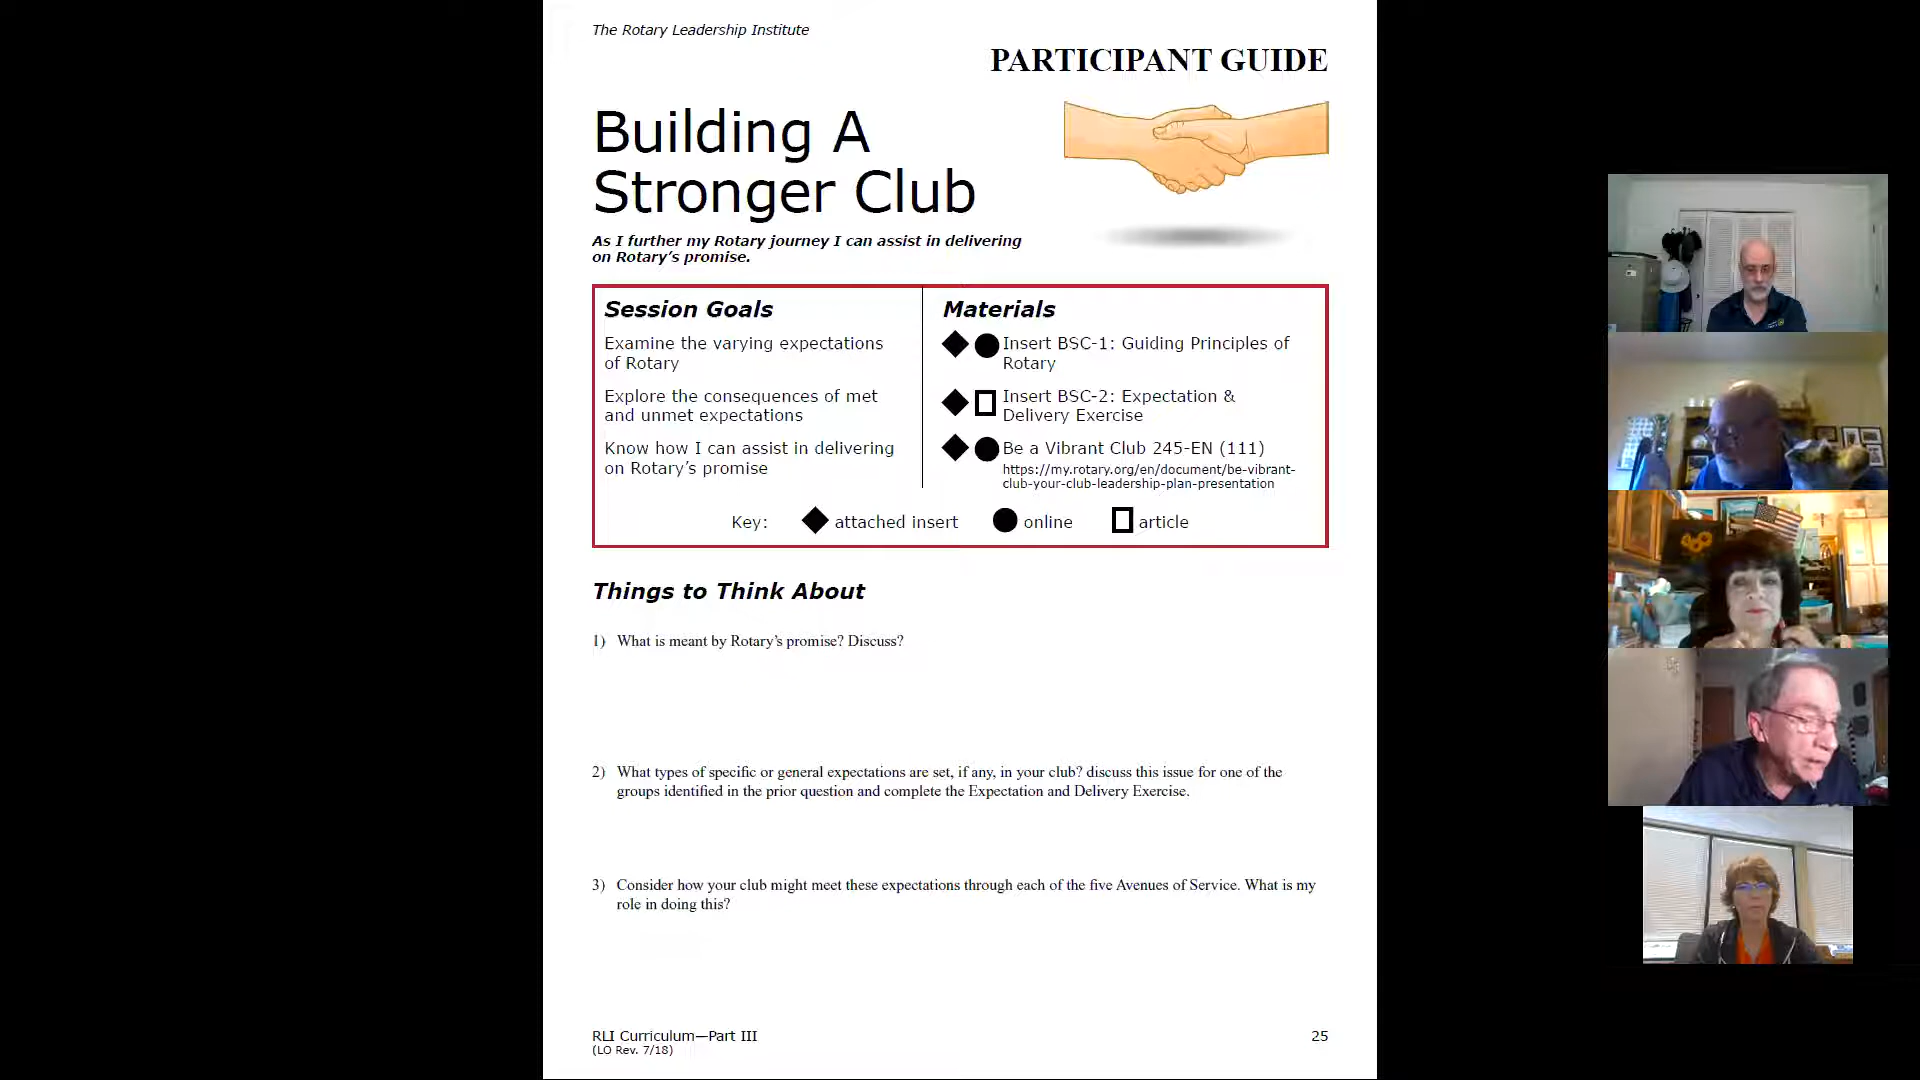 The Rotary Leadership Institute
PARTICIPANT GUIDE
Building A
Stronger Club
As I further my Rotary journey I can assist in delivering
on Rotary's promise.
Session Goals
Examine the varying expectations
of Rotary
Explore the consequences of met
and unmet expectations
Know how I can assist in delivering
on Rotary's promise
Materials
Insert BSC-1: Guiding Principles of
Rotary
Insert BSC-2: Expectation &
Delivery Exercise
Be a Vibrant Club 245-EN (111)
https://my.rotary.org/en/document/be-vibrant-
club-your-club-leadership-plan-presentation
Key: attached insert online article
Things to Think About
1) What is meant by Rotary's promise? Discuss?
2) What types of specific or general expectations are set, if any, in your club? discuss this issue for one of the
groups identified in the prior question and complete the Expectation and Delivery Exercise.
3) Consider how your club might meet these expectations through each of the five Avenues of Service. What is my
role in doing this?
RLI Curriculum—Part III
25
(LO Rev. 7/18)